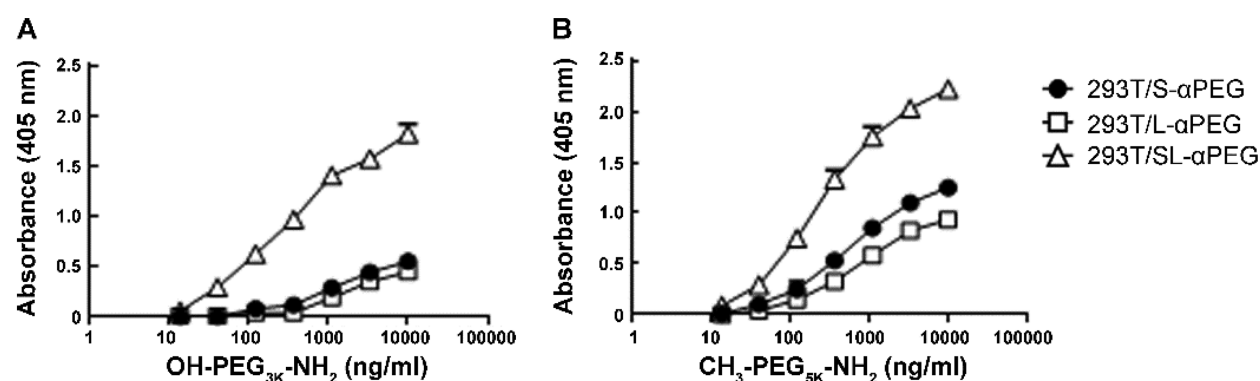 A
Absorbance (405 nm)
2.5
2.0
1.5
1.0
0.5
0
1
10
100
1000
10000
100000
OH-PEG3K-NH2 (ng/ml)
B
Absorbance (405 nm)
2.5
2.0
1.5
1.0
0.5
0
1
10
100
1000
10000
100000
CH3-PEG5K-NH2 (ng/ml)
293T/S-αPEG
293T/L-αPEG
293T/SL-αPEG